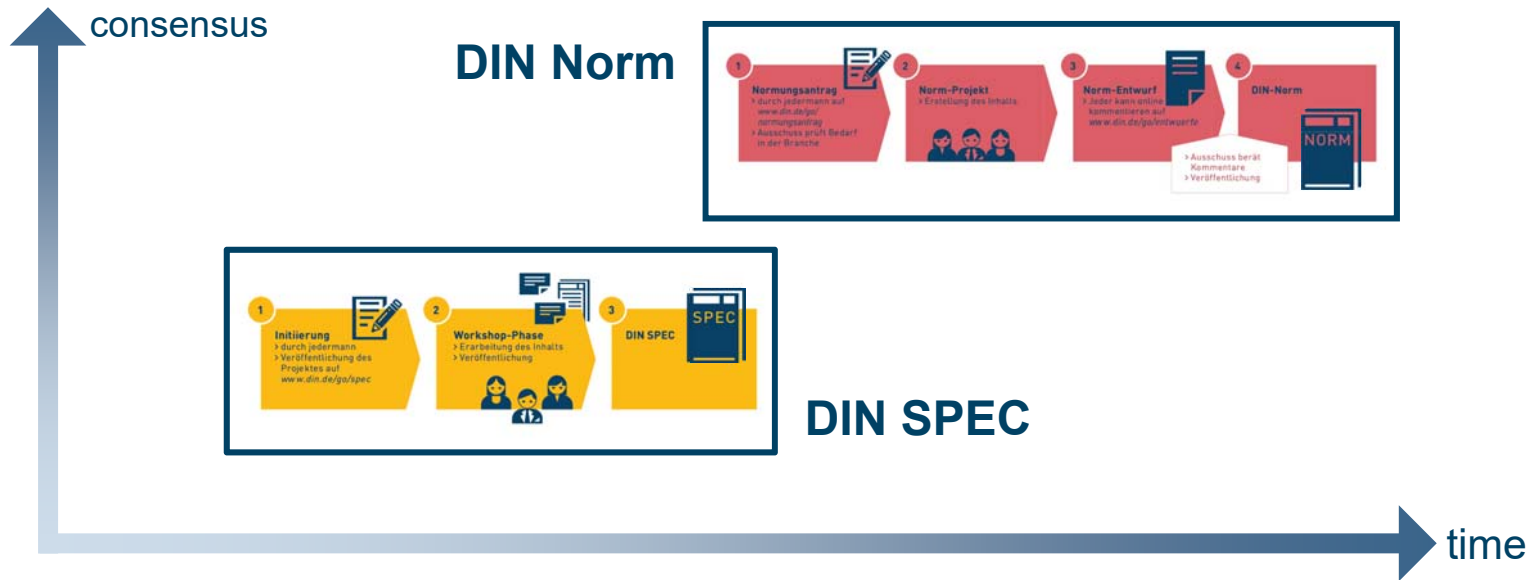 consensus
DIN Norm
1
Normungsantrag
> durch jedermann auf
www.din.de/go/
normungsantrag
> Ausschuss prüft Bedarf
in der Branche
2
Norm-Projekt
> Erstellung des Inhalts
3
Norm-Entwurf
> Jeder kann online
kommentieren auf
www.din.de/go/entwuerfe
> Ausschuss berät
Kommentare
> Veröffentlichung
4
DIN-Norm
NORM
1
Initiierung
> durch jedermann
> Veröffentlichung des
Projektes auf
www.din.de/go/spec
2
Workshop-Phase
> Erarbeitung des Inhalts
> Veröffentlichung
3
DIN SPEC
SPEC
DIN SPEC
time